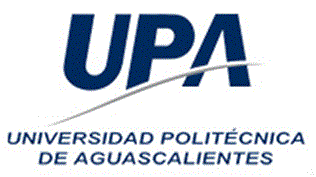 UPA
UNIVERSIDAD POLITÉCNICA
DE AGUASCALIENTES